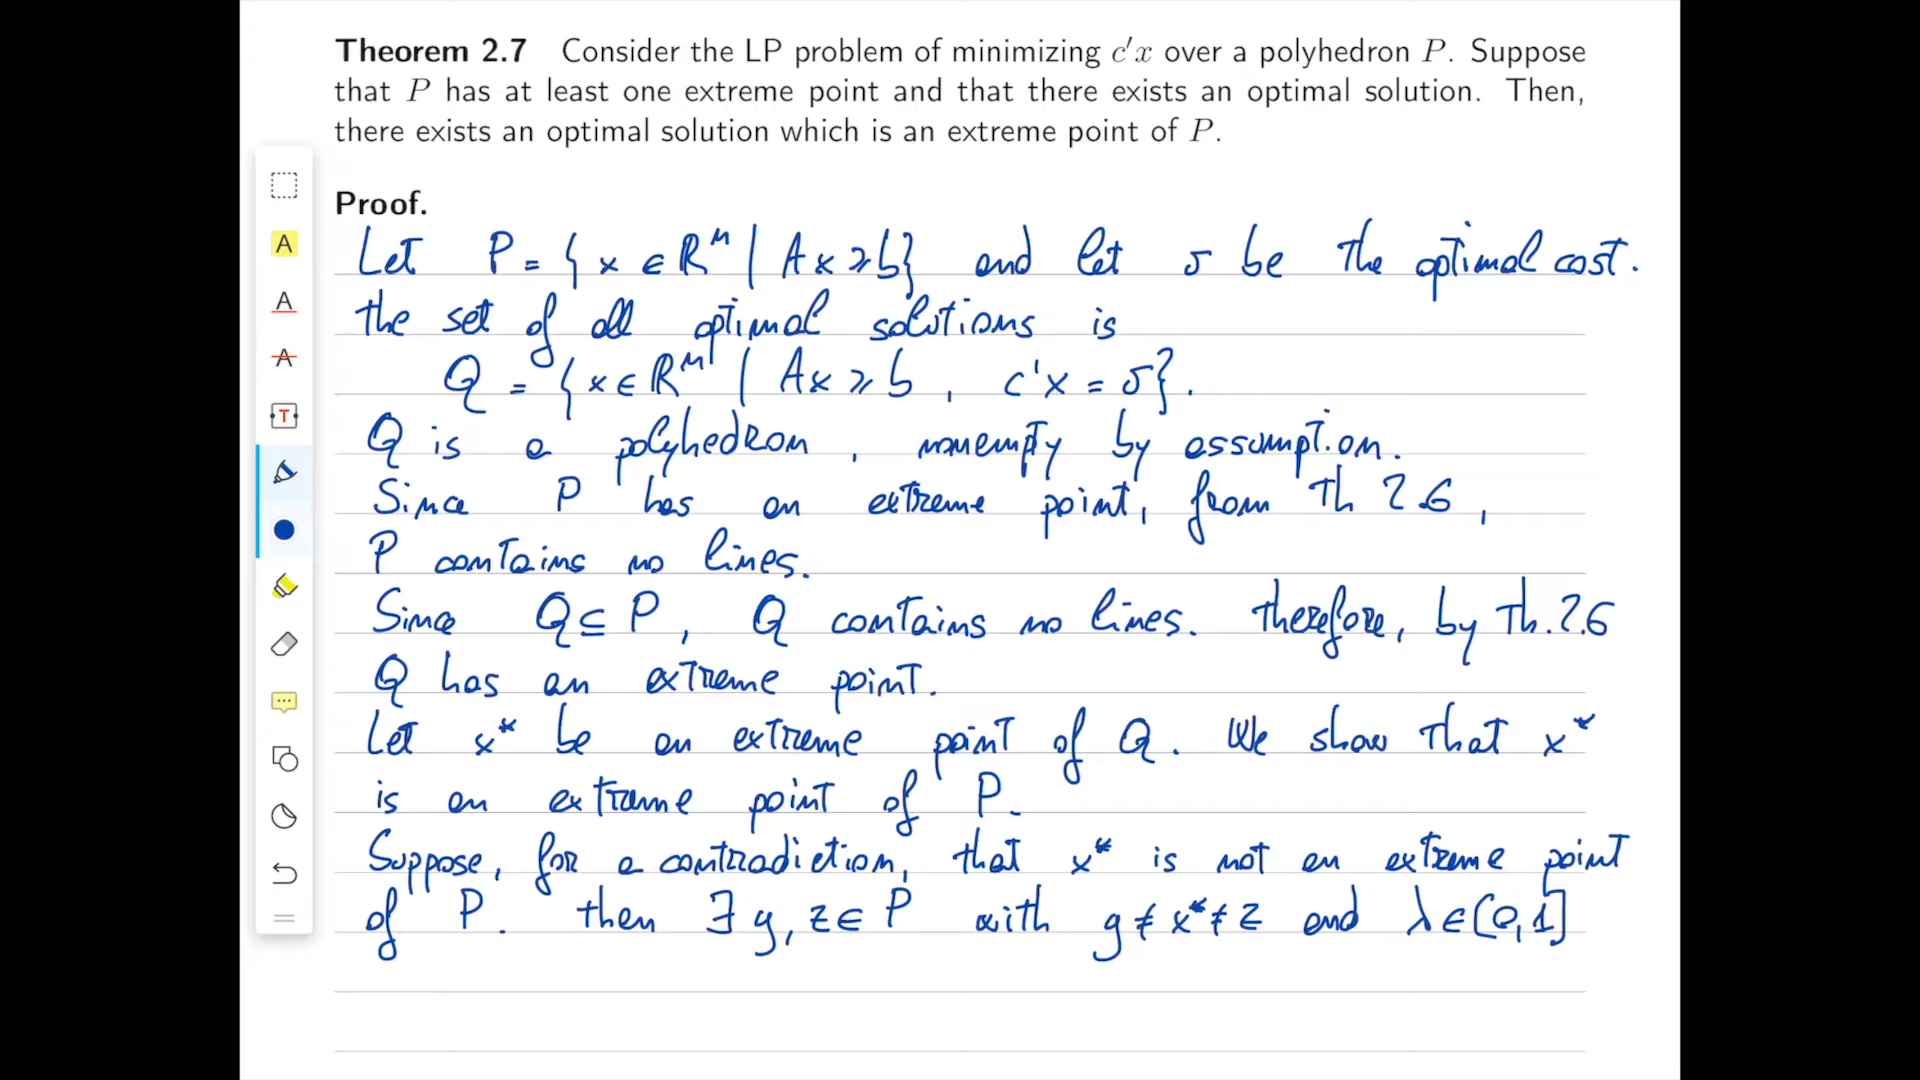 Theorem 2.7 Consider the LP problem of minimizing c'x over a polyhedron P. Suppose
that P has at least one extreme point and that there exists an optimal solution. Then,
there exists an optimal solution which is an extreme point of P.
Proof.
Let P = { x ∈ ℝⁿ | Ax ≥ b} and let v be the optimal cost.
the set of all optimal solutions is
Q = { x ∈ ℝⁿ | Ax ≥ b , c'x = v}.
Q is a polyhedron , nonempty by assumption.
Since P has an extreme point, from Th 2.6 ,
P contains no lines.
Since Q ⊆ P , Q contains no lines. therefore, by Th. 2.6
Q has an extreme point.
Let x* be an extreme point of Q. We show that x*
is an extreme point of P.
Suppose, for a contradiction, that x* is not an extreme point
of P. then ∃ y, z ∈ P with y ≠ x* ≠ z and λ ∈ [0,1]
A
A
A
T